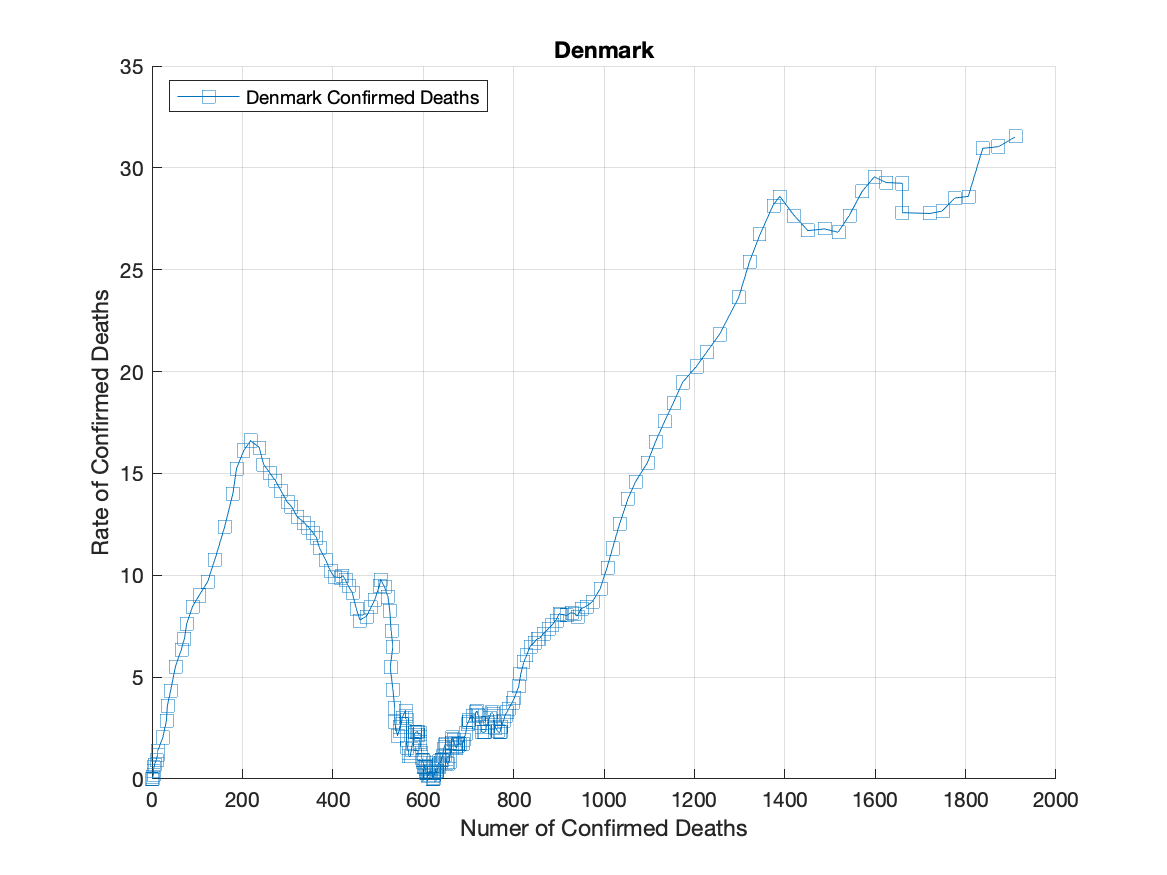 Denmark
Denmark Confirmed Deaths
Rate of Confirmed Deaths
35
30
25
20
15
10
5
0
0 200 400 600 800 1000 1200 1400 1600 1800 2000
Numer of Confirmed Deaths